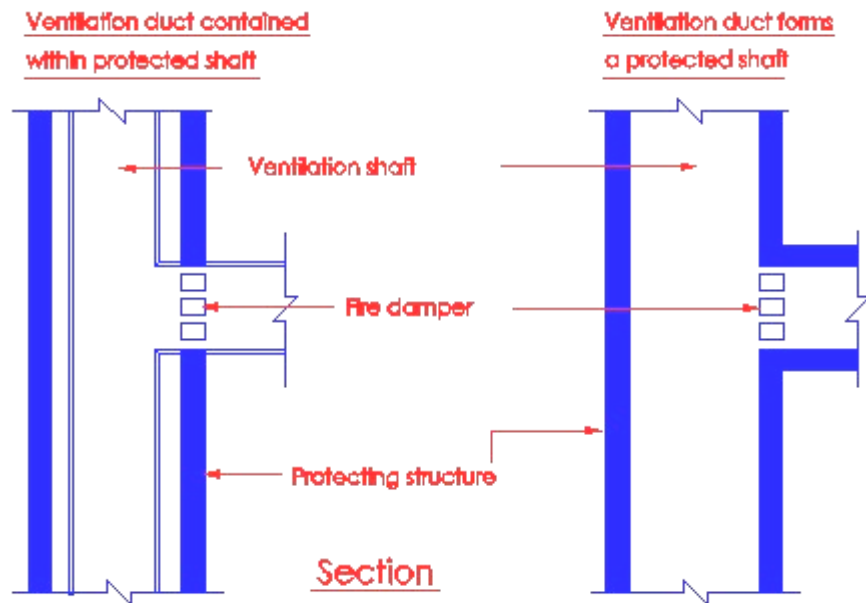 Ventilation duct contained
within protected shaft
Ventilation duct forms
a protected shaft
Ventilation shaft
Fire damper
Protecting structure
Section